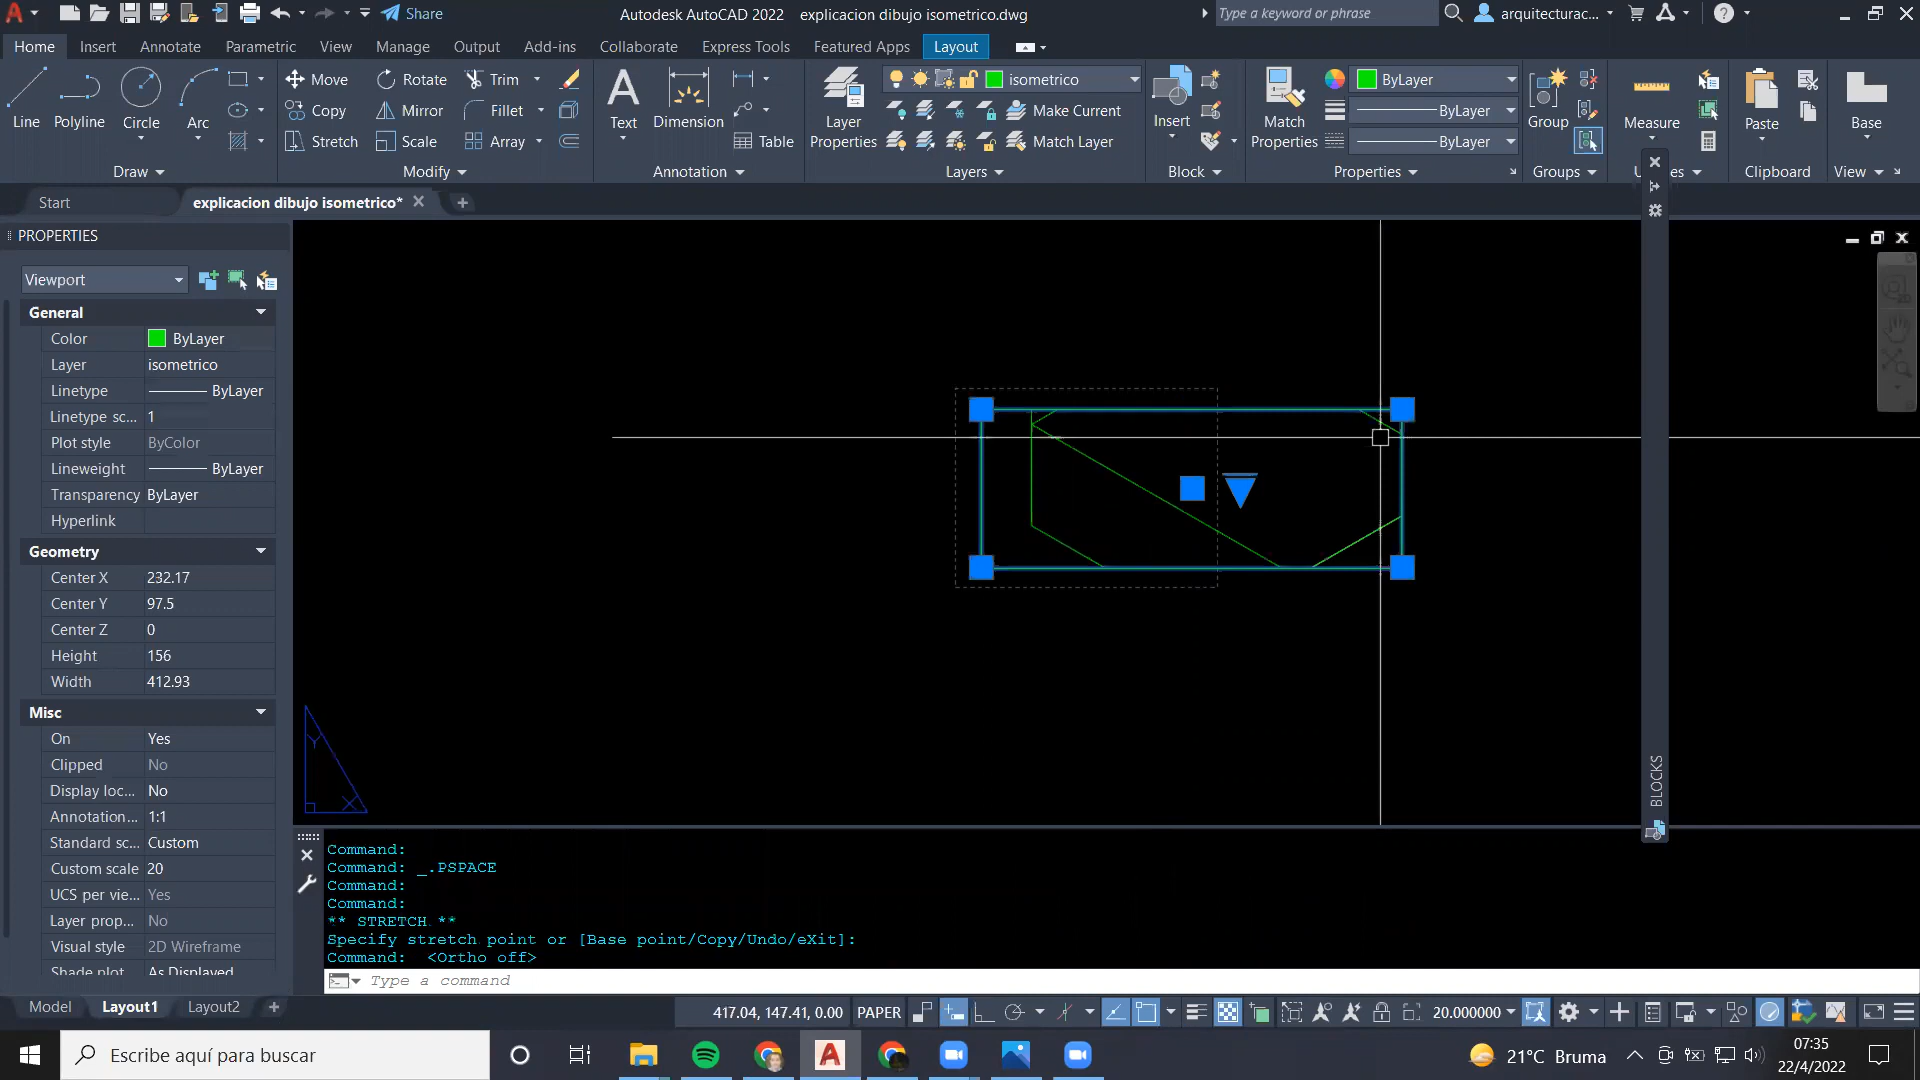 Share
Autodesk AutoCAD 2022 explicacion dibujo isometrico.dwg
Type a keyword or phrase
arquitecturac...
Home Insert Annotate Parametric View Manage Output Add-ins Collaborate Express Tools Featured Apps Layout
Line
Polyline
Circle
Arc
Draw
Move
Rotate
Trim
Copy
Mirror
Fillet
Stretch
Scale
Array
Modify
Text
Dimension
Table
Annotation
Layer
Properties
isometrico
Make Current
Match Layer
Layers
Insert
Block
Match
Properties
ByLayer
ByLayer
ByLayer
Properties
Group
Groups
Measure
Paste
Clipboard
Base
View
Start
explicacion dibujo isometrico*
PROPERTIES
Viewport
General
Color ByLayer
Layer isometrico
Linetype ByLayer
Linetype sc... 1
Plot style ByColor
Lineweight ByLayer
Transparency ByLayer
Hyperlink
Geometry
Center X 232.17
Center Y 97.5
Center Z 0
Height 156
Width 412.93
Misc
On Yes
Clipped No
Display loc... No
Annotation... 1:1
Standard sc... Custom
Custom scale 20
UCS per vie... Yes
Layer prop... No
Visual style 2D Wireframe
Shade plot As Displayed
Y
X
BLOCKS
Command:
Command: _.PSPACE
Command:
Command:
** STRETCH **
Specify stretch point or [Base point/Copy/Undo/eXit]:
Command: <Ortho off>
Type a command
Model Layout1 Layout2
417.04, 147.41, 0.00 PAPER
20.000000
Escribe aquí para buscar
21°C Bruma
07:35
22/4/2022